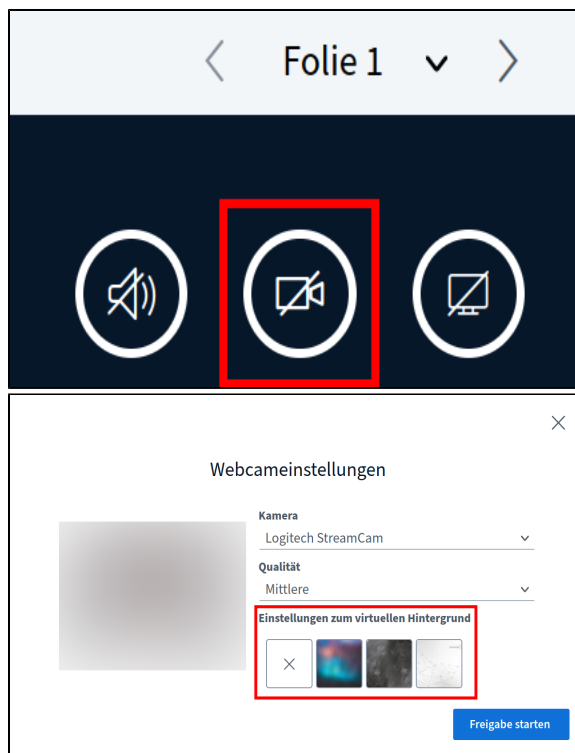 Folie 1
Webcameinstellungen
Kamera
Logitech StreamCam
Qualität
Mittlere
Einstellungen zum virtuellen Hintergrund
Freigabe starten